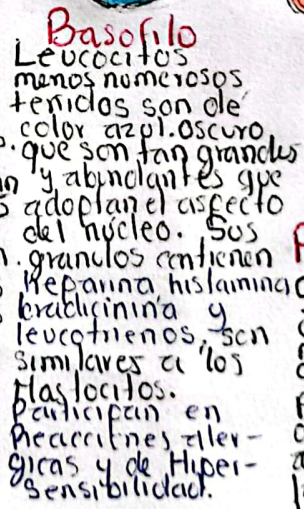 Basofilo
Leucocitos
menos numerosos
teñidos son de
color azul.oscuro
que son tan grandes
y abundantes que
adoptan el aspecto
del núcleo. Sus
granulos contienen
Heparina histamina
bradicinina y
leucotrienos, son
similares a los
Mastocitos.
Participan en
Reacciones aler-
gicas y de Hiper-
sensibilidad.